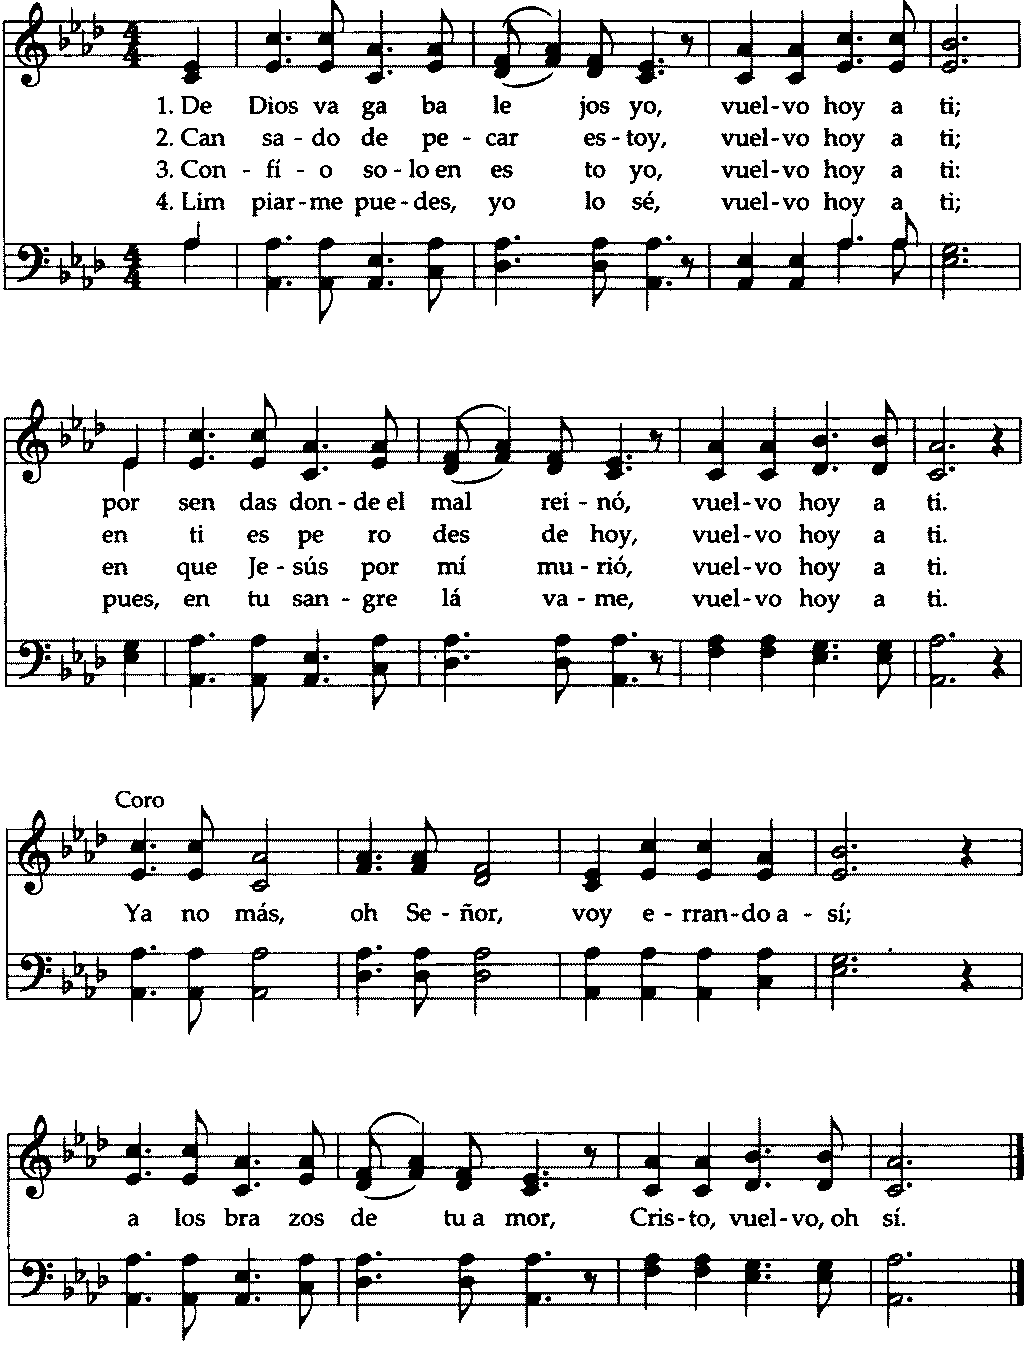 1. De Dios va ga ba le jos yo, vuel-vo hoy a ti;
2. Can sa-do de pe-car es-toy, vuel-vo hoy a ti;
3. Con-fí-o so-lo en es to yo, vuel-vo hoy a ti:
4. Lim piar-me pue-des, yo lo sé, vuel-vo hoy a ti;
por sen das don-de el mal rei-nó, vuel-vo hoy a ti.
en ti es pe ro des de hoy, vuel-vo hoy a ti.
en que Je-sús por mí mu-rió, vuel-vo hoy a ti.
pues, en tu san-gre lá va-me, vuel-vo hoy a ti.
Coro
Ya no más, oh Se-ñor, voy e-rran-do a-sí;
a los bra zos de tu a mor, Cris-to, vuel-vo, oh sí.